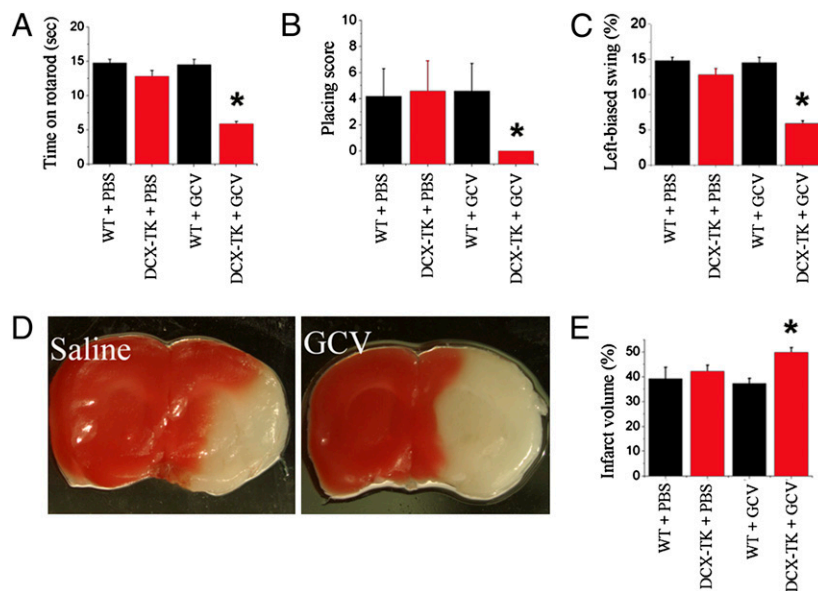 A
Time on rotarod (sec)
20
15
10
5
0
*
WT + PBS
DCX-TK + PBS
WT + GCV
DCX-TK + GCV
B
Placing score
8
6
4
2
0
*
WT + PBS
DCX-TK + PBS
WT + GCV
DCX-TK + GCV
C
Left-biased swing (%)
20
15
10
5
0
*
WT + PBS
DCX-TK + PBS
WT + GCV
DCX-TK + GCV
D
Saline
GCV
E
Infarct volume (%)
50
40
30
20
10
0
*
WT + PBS
DCX-TK + PBS
WT + GCV
DCX-TK + GCV